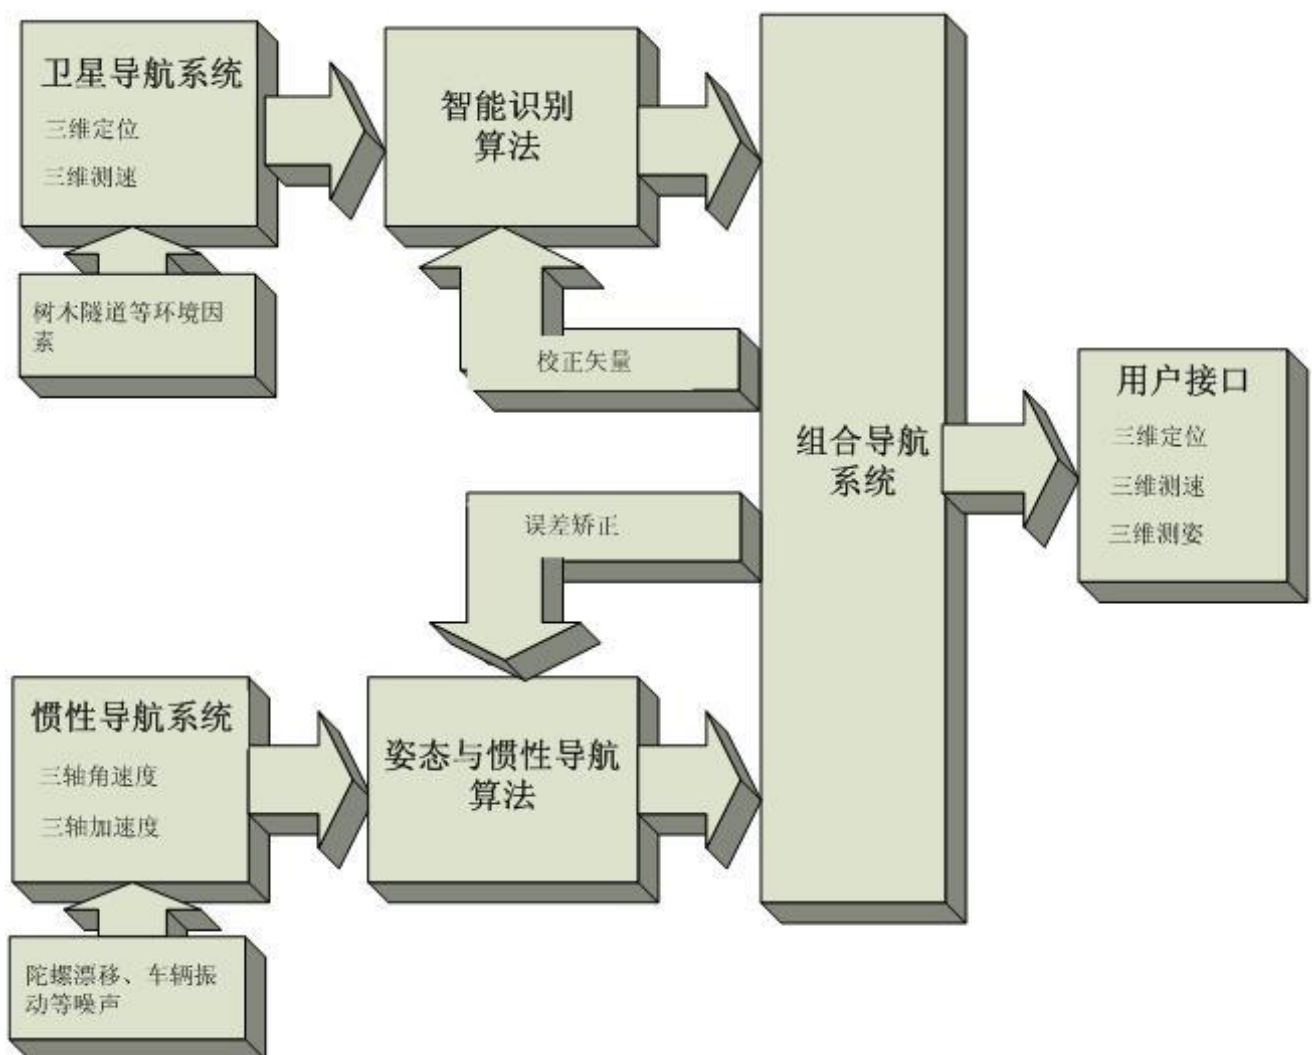 卫星导航系统
三维定位
三维测速
树木隧道等环境因
素
智能识别
算法
校正矢量
误差矫正
惯性导航系统
三轴角速度
三轴加速度
陀螺漂移、车辆振
动等噪声
姿态与惯性导航
算法
组合导航
系统
用户接口
三维定位
三维测速
三维测姿